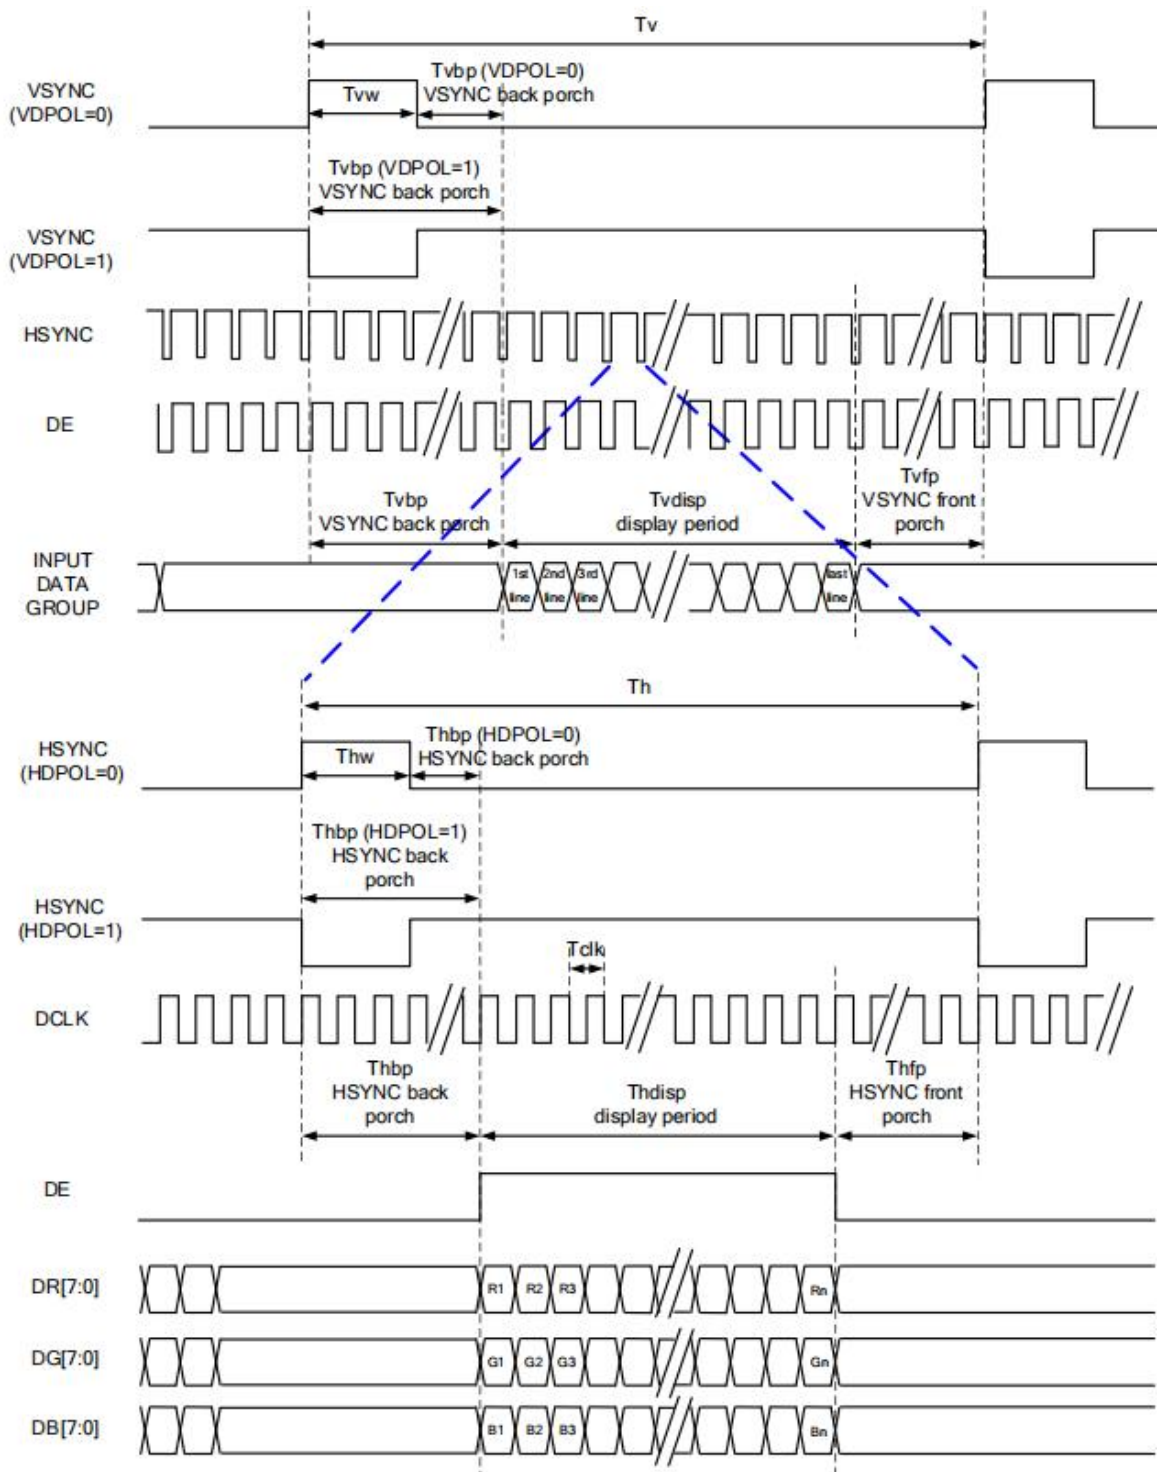 Tv
VSYNC
(VDPOL=0)
Tvw
Tvbp (VDPOL=0)
VSYNC back porch
Tvbp (VDPOL=1)
VSYNC back porch
VSYNC
(VDPOL=1)
HSYNC
DE
Tvbp
VSYNC back porch
Tvdisp
display period
Tvfp
VSYNC front
porch
INPUT
DATA
GROUP
1st
line
2nd
line
3rd
line
last
line
Th
HSYNC
(HDPOL=0)
Thw
Thbp (HDPOL=0)
HSYNC back porch
Thbp (HDPOL=1)
HSYNC back
porch
HSYNC
(HDPOL=1)
Tclk
DCLK
Thbp
HSYNC back
porch
Thdisp
display period
Thfp
HSYNC front
porch
DE
DR[7:0]
R1 R2 R3 Rn
DG[7:0]
G1 G2 G3 Gn
DB[7:0]
B1 B2 B3 Bn